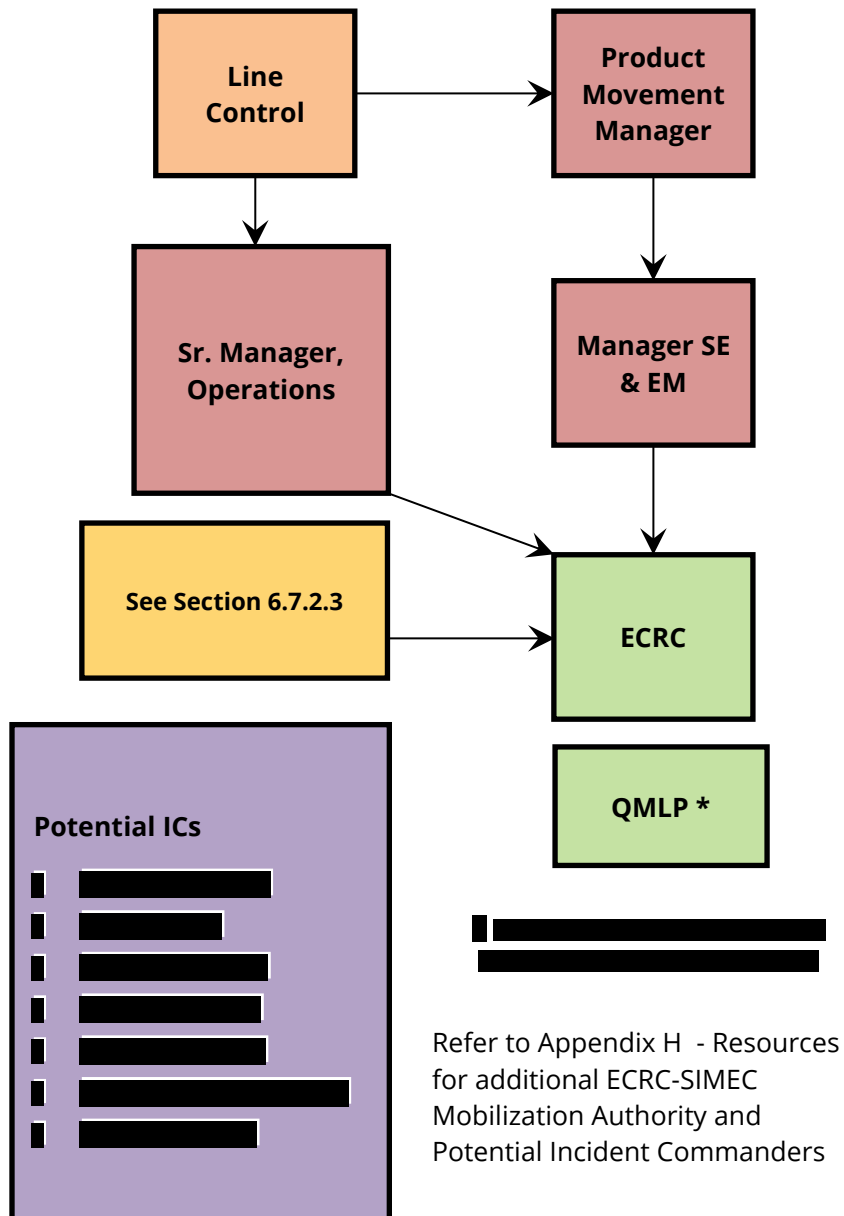 Line
Control
Product
Movement
Manager
Sr. Manager,
Operations
Manager SE
& EM
See Section 6.7.2.3
ECRC
QMLP *
Potential ICs
Refer to Appendix H - Resources
for additional ECRC-SIMEC
Mobilization Authority and
Potential Incident Commanders